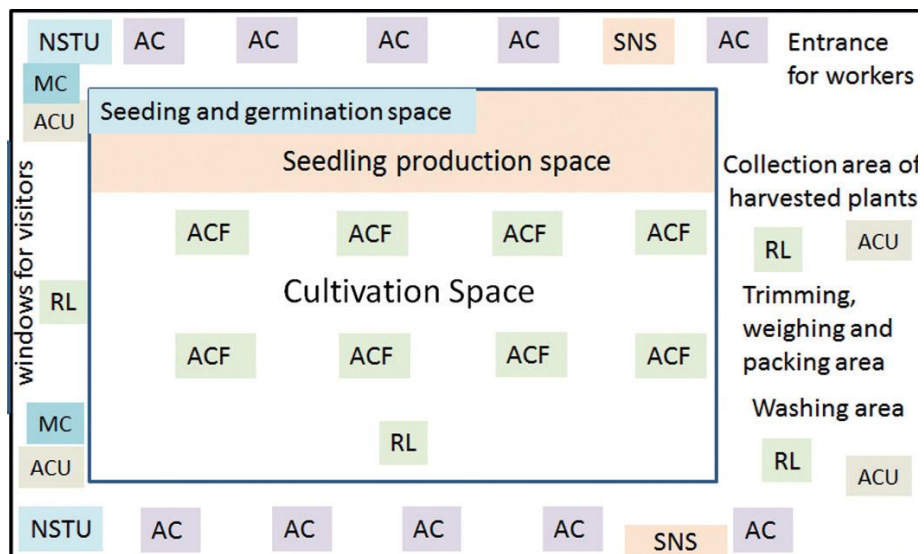 NSTU AC AC AC AC SNS AC
Entrance
for workers
MC
ACU
Seeding and germination space
Seedling production space
Collection area of
harvested plants
windows for visitors
ACF ACF ACF ACF
RL ACU
RL
Cultivation Space
Trimming,
weighing and
packing area
ACF ACF ACF ACF
Washing area
MC
RL
RL
ACU
ACU
NSTU AC AC AC AC SNS AC